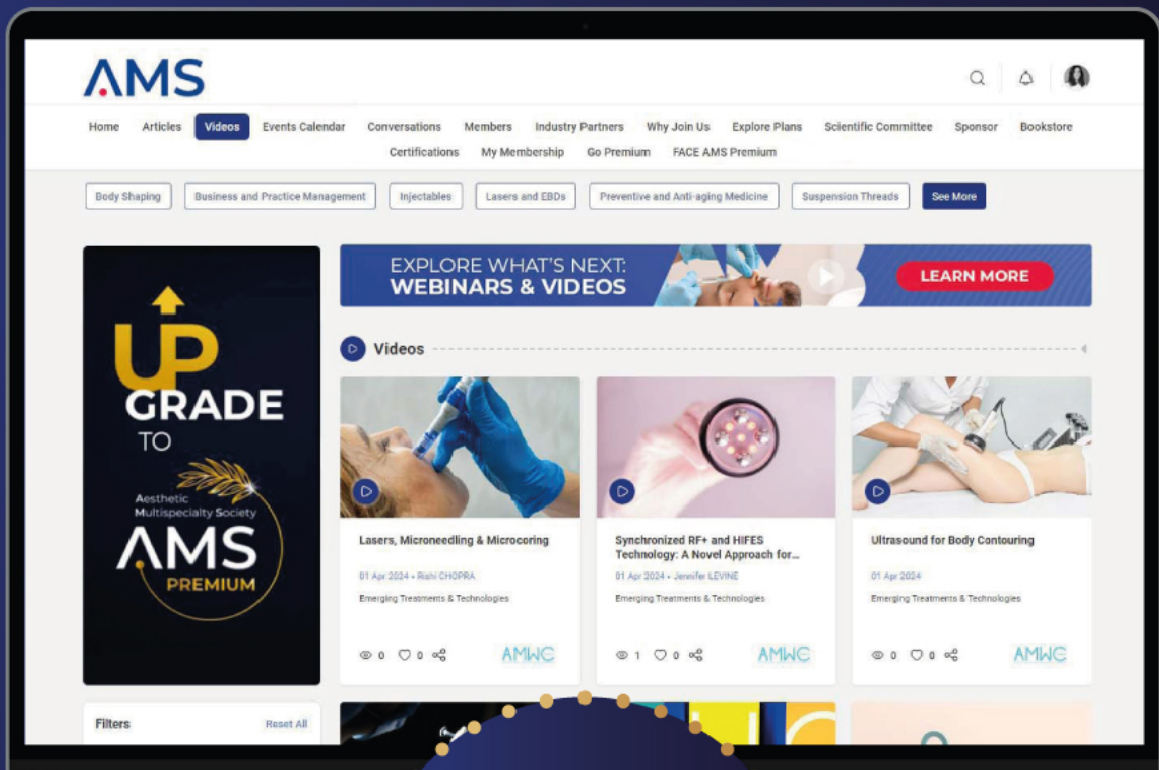 AMS
Home Articles Videos Events Calendar Conversations Members Industry Partners Why Join Us Explore Plans Scientific Committee Sponsor Bookstore
Certifications My Membership Go Premium FACE AMS Premium
Body Shaping Business and Practice Management Injectables Lasers and EBDs Preventive and Anti-aging Medicine Suspension Threads See More
UP
GRADE
TO
Aesthetic
Multispecialty Society
AMS
PREMIUM
EXPLORE WHAT'S NEXT:
WEBINARS & VIDEOS
LEARN MORE
Videos
Lasers, Microneedling & Microcoring
01 Apr 2024 • Rishi CHOPRA
Emerging Treatments & Technologies
0 0
AMWC
Synchronized RF+ and HIFES
Technology: A Novel Approach for...
01 Apr 2024 • Jennifer LEVINE
Emerging Treatments & Technologies
1 0
AMWC
Ultrasound for Body Contouring
01 Apr 2024
Emerging Treatments & Technologies
0 0
AMWC
Filters:
Reset All